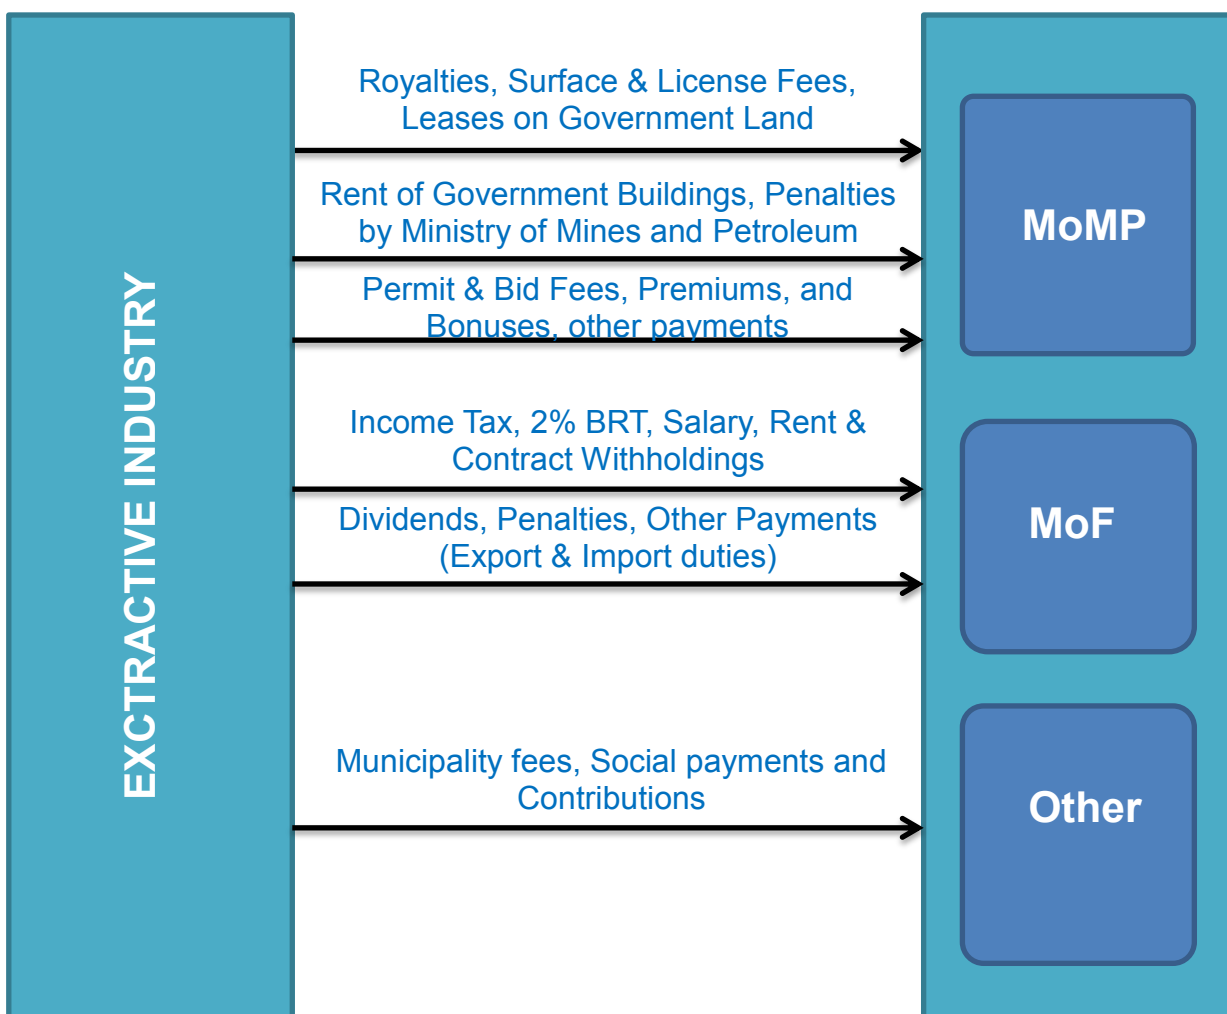 EXCTRACTIVE INDUSTRY
Royalties, Surface & License Fees,
Leases on Government Land
Rent of Government Buildings, Penalties
by Ministry of Mines and Petroleum
Permit & Bid Fees, Premiums, and
Bonuses, other payments
MoMP
Income Tax, 2% BRT, Salary, Rent &
Contract Withholdings
Dividends, Penalties, Other Payments
(Export & Import duties)
MoF
Municipality fees, Social payments and
Contributions
Other